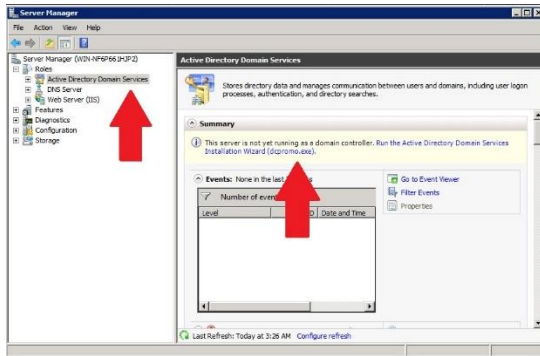 Server Manager
File Action View Help
Server Manager (WIN-NF6P661HJP2)
Roles
Active Directory Domain Services
DNS Server
Web Server (IIS)
Features
Diagnostics
Configuration
Storage
Active Directory Domain Services
Stores directory data and manages communication between users and domains, including user logon
processes, authentication, and directory searches.
Summary
This server is not yet running as a domain controller. Run the Active Directory Domain Services
Installation Wizard (dcpromo.exe).
Events: None in the last
Go to Event Viewer
Filter Events
Properties
Number of
Level
D Date and Time
Last Refresh: Today at 3:26 AM Configure refresh